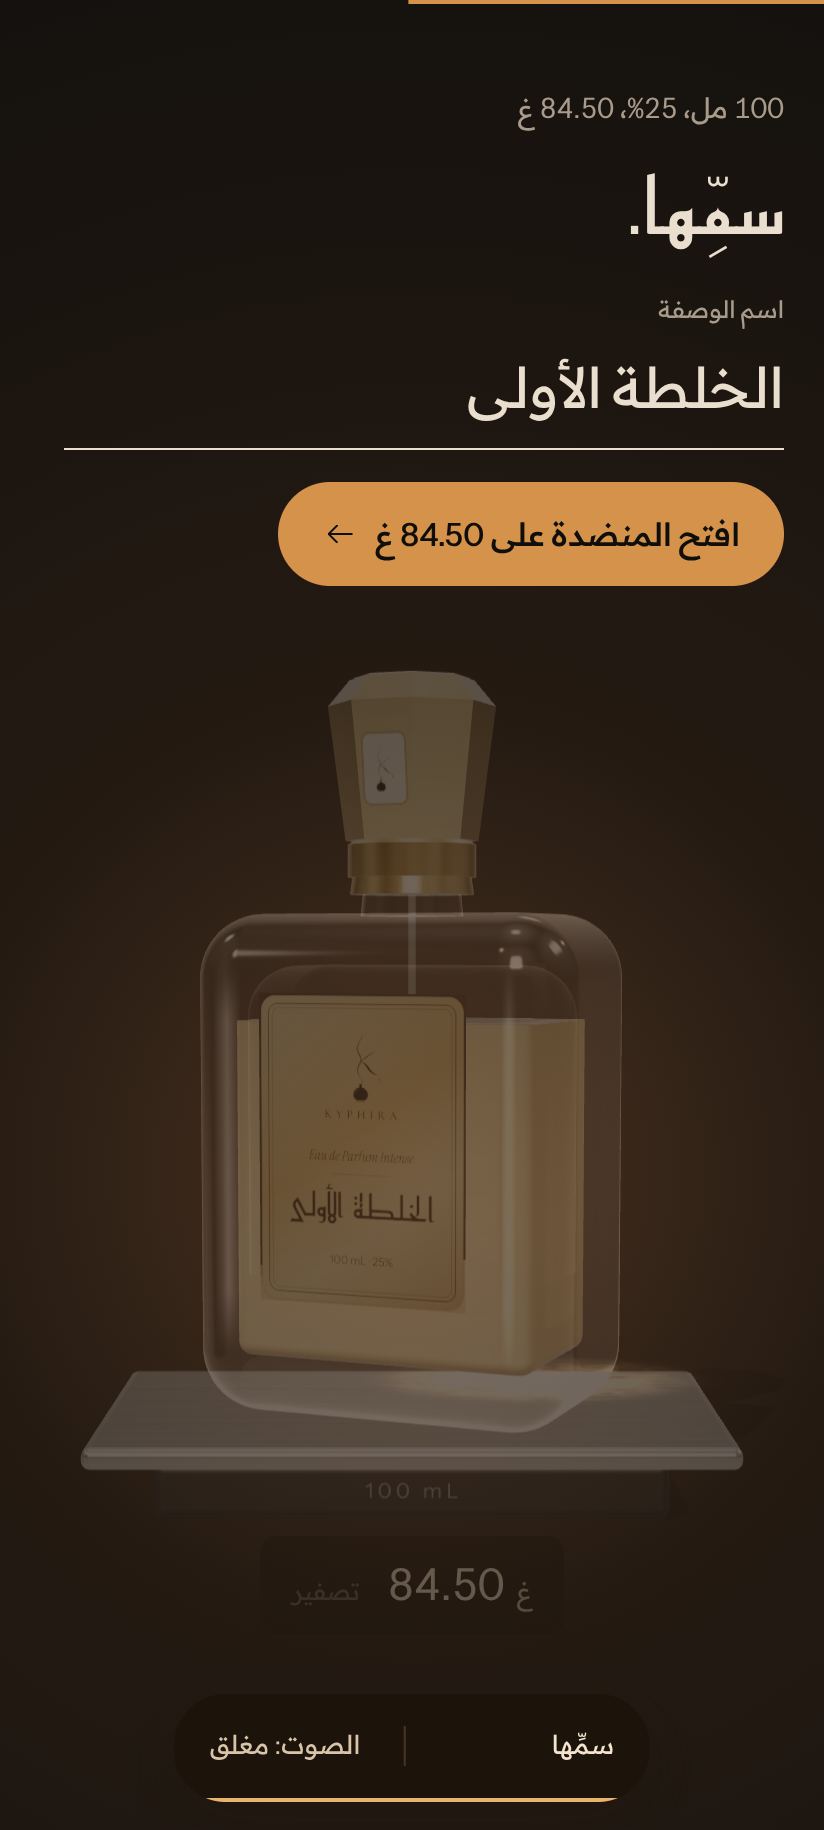 100 مل، 25%، 84.50 غ
سمِّها.
اسم الوصفة
الخلطة الأولى
افتح المنضدة على 84.50 غ ←
KYPHIRA
Eau de Parfum Intense
الخلطة الأولى
100 mL 25%
100 mL
غ 84.50 تصفير
سمِّها
الصوت: مغلق